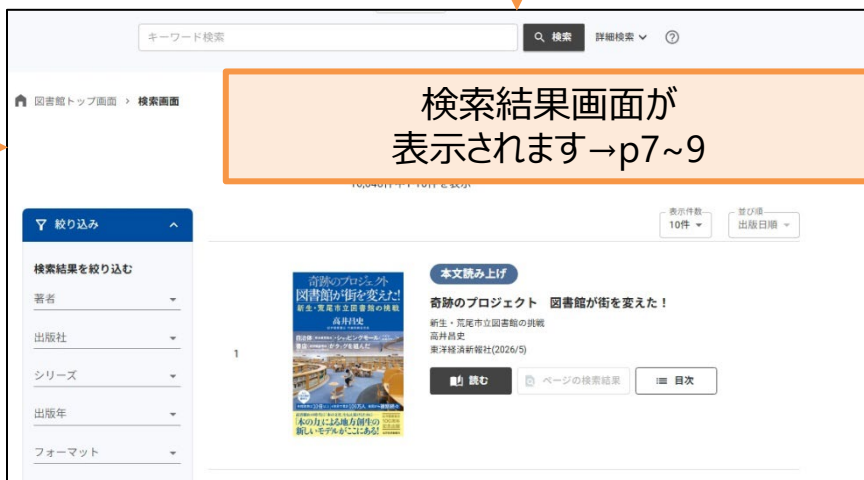 キーワード検索
検索
詳細検索
図書館トップ画面 › 検索画面
検索結果画面が
表示されます→p7~9
表示件数
10件
並び順
出版日順
絞り込み
検索結果を絞り込む
著者
出版社
シリーズ
出版年
フォーマット
1
奇跡のプロジェクト
図書館が街を変えた!
新生・荒尾市立図書館の挑戦
高井昌史
「本の力」による地方創生の
新しいモデルがここにある!
本文読み上げ
奇跡のプロジェクト 図書館が街を変えた!
新生・荒尾市立図書館の挑戦
高井昌史
東洋経済新報社(2026/5)
読む
ページの検索結果
目次